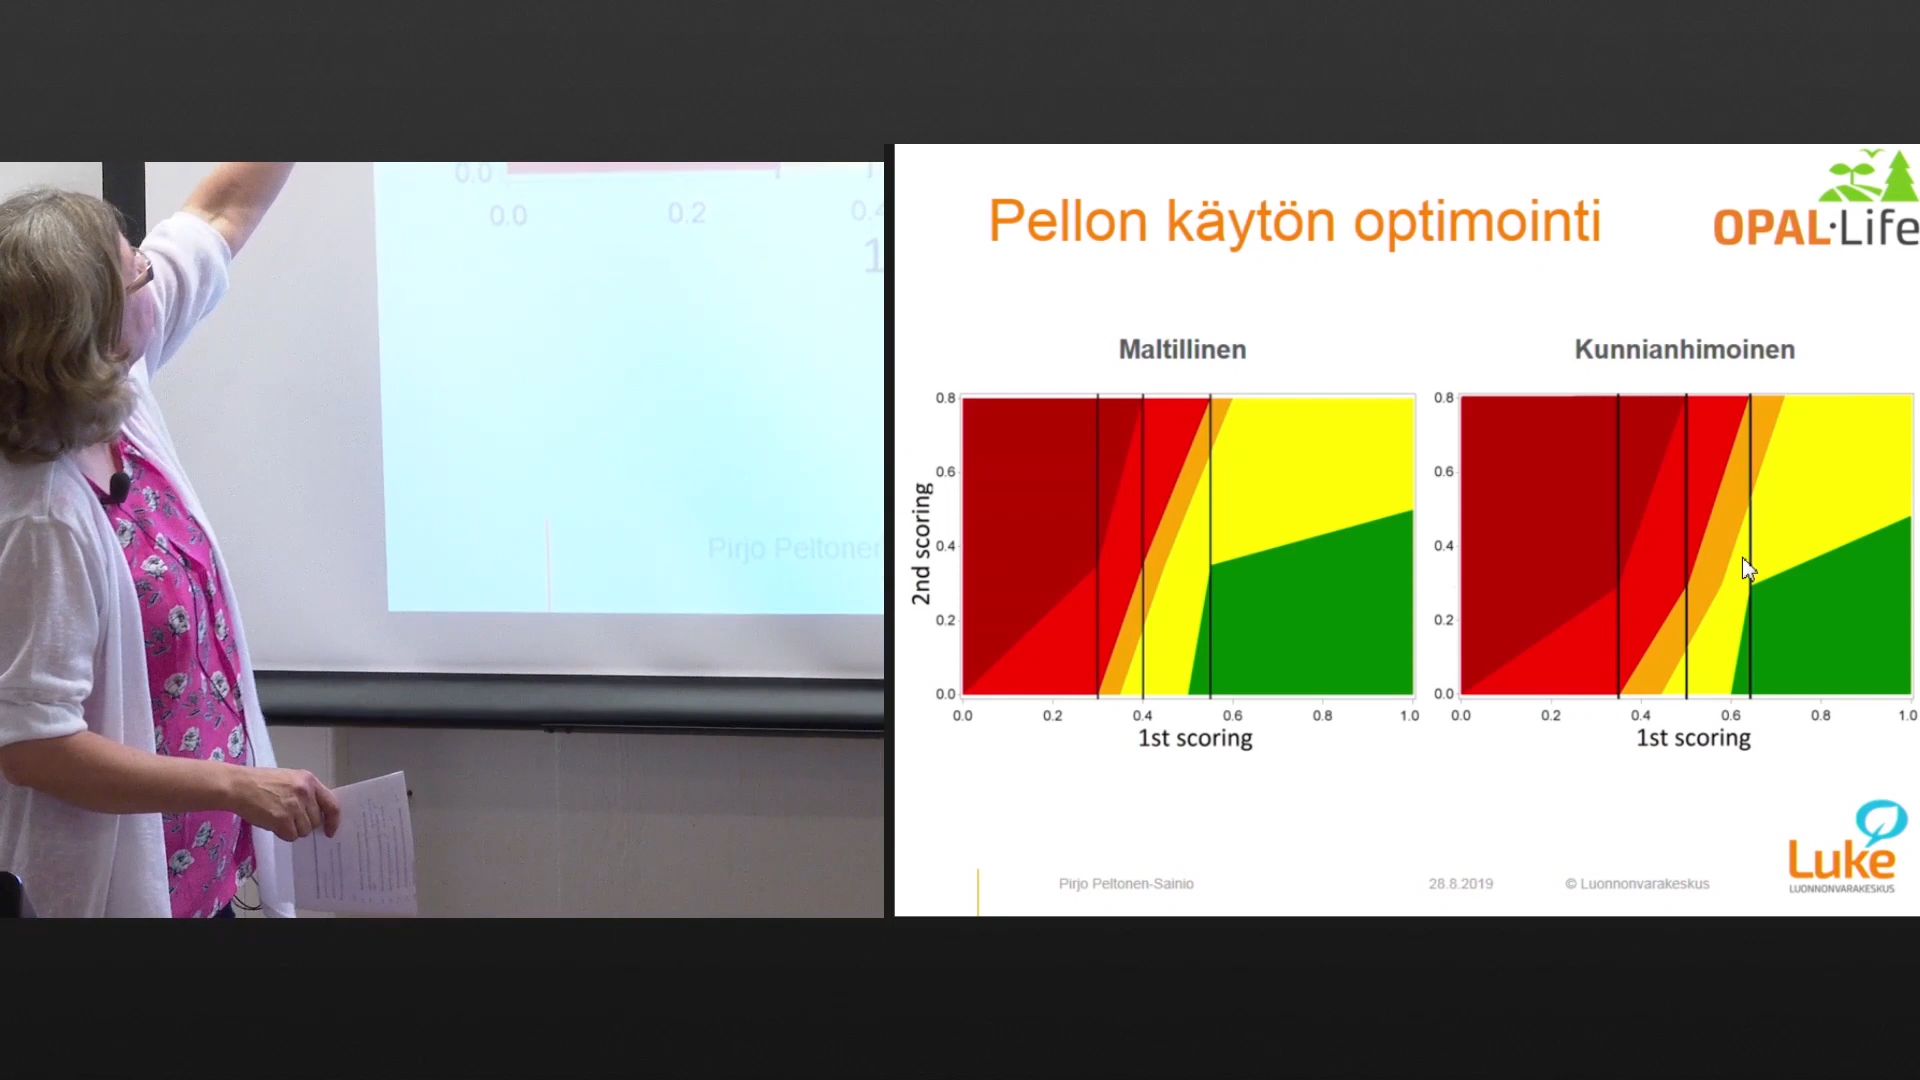 0.0
0.0 0.2 0.4
1
Pirjo Peltonen
Pellon käytön optimointi
OPAL·Life
Maltillinen
Kunnianhimoinen
0.8
0.6
0.4
0.2
0.0
2nd scoring
0.0 0.2 0.4 0.6 0.8 1.0
1st scoring
0.8
0.6
0.4
0.2
0.0
0.0 0.2 0.4 0.6 0.8 1.0
1st scoring
Pirjo Peltonen-Sainio
28.8.2019
© Luonnonvarakeskus
Luke
LUONNONVARAKESKUS